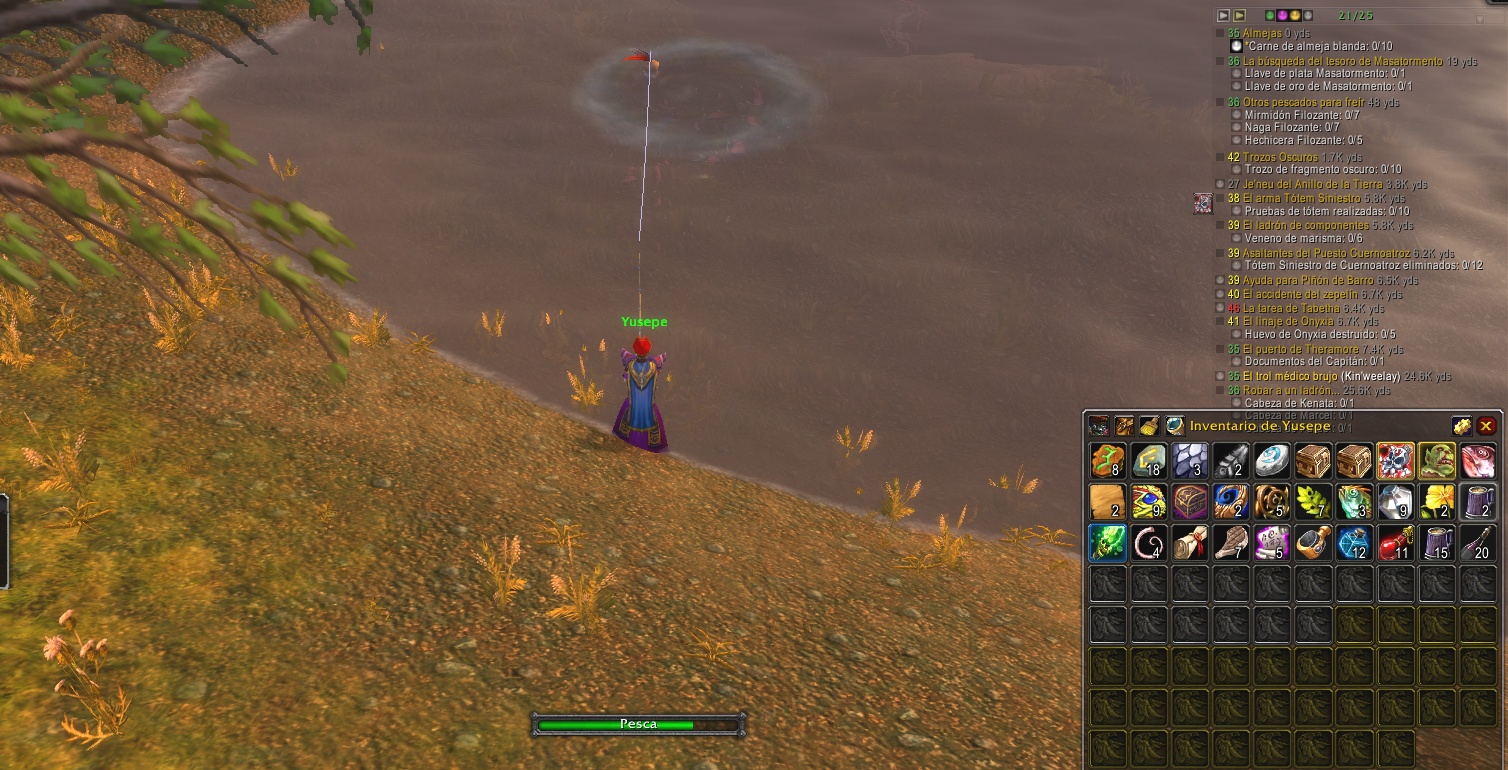 21/25
35 Almejas 0 yds
*Carne de almeja blanda: 0/10
36 La búsqueda del tesoro de Masatormento 19 yds
Llave de plata Masatormento: 0/1
Llave de oro de Masatormento: 0/1
36 Otros pescados para freír 48 yds
Mirmidón Filozante: 0/7
Naga Filozante: 0/7
Hechicera Filozante: 0/5
42 Trozos Oscuros 1.7K yds
Trozo de fragmento oscuro: 0/10
27 Je'neu del Anillo de la Tierra 3.8K yds
38 El arma Tótem Siniestro 5.8K yds
Pruebas de tótem realizadas: 0/10
39 El ladrón de componentes 5.8K yds
Veneno de marisma: 0/6
39 Asaltantes del Puesto Cuernoatroz 6.2K yds
Tótem Siniestro de Cuernoatroz eliminados: 0/12
39 Ayuda para Piñón de Barro 6.5K yds
40 El accidente del zepelín 6.7K yds
La tarea de Tabetha 6.4K yds
41 El linaje de Onyxia 6.7K yds
Huevo de Onyxia destruido: 0/5
35 El puerto de Theramore 7.4K yds
Documentos del Capitán: 0/1
35 El trol médico brujo (Kin'weelay) 24.6K yds
36 Robar a un ladrón... 25.6K yds
Cabeza de Kenata: 0/1
Cabeza de Marcel: 0/1
Yusepe
Inventario de Yusepe
8 18 3 2
2 9 2 5 7 3 9 2 2
4 7 5 12 11 15 20
Pesca